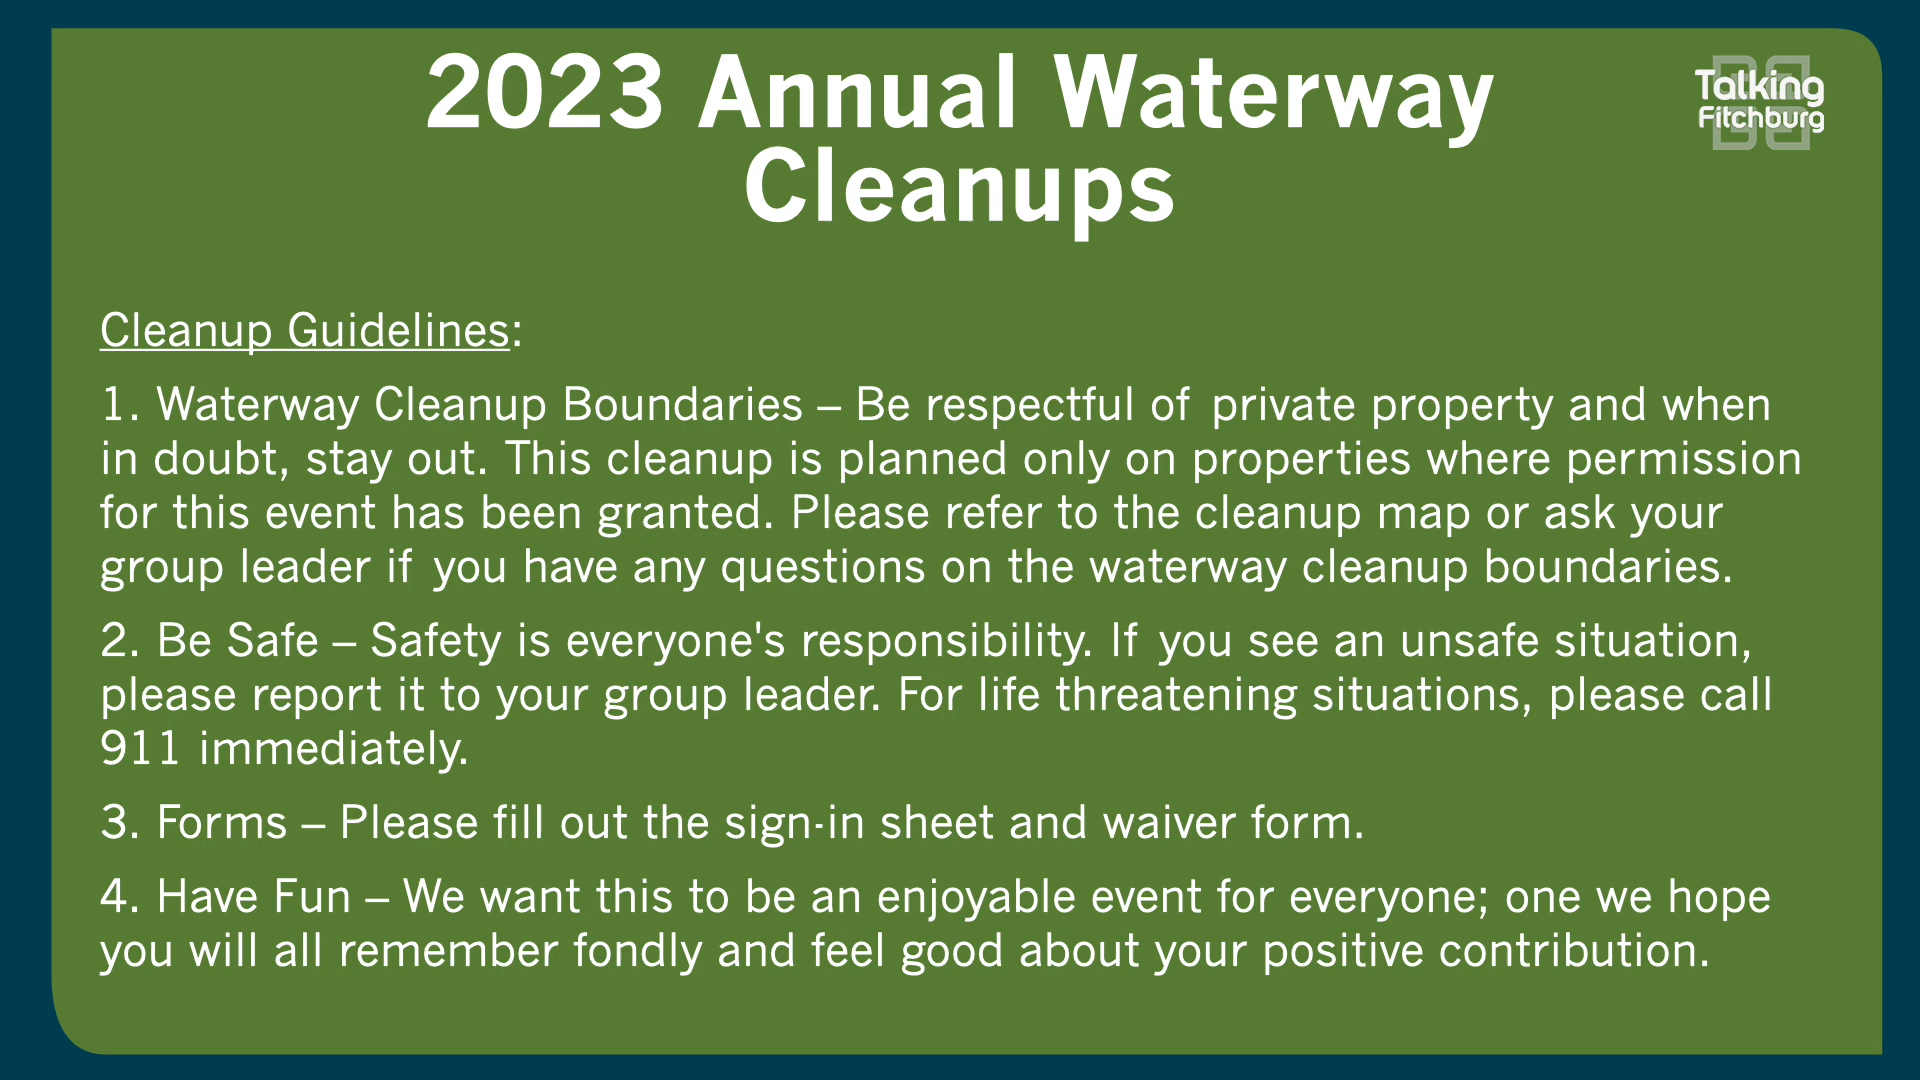 2023 Annual Waterway
Cleanups
Talking
Fitchburg
Cleanup Guidelines:
1. Waterway Cleanup Boundaries – Be respectful of private property and when
in doubt, stay out. This cleanup is planned only on properties where permission
for this event has been granted. Please refer to the cleanup map or ask your
group leader if you have any questions on the waterway cleanup boundaries.
2. Be Safe – Safety is everyone's responsibility. If you see an unsafe situation,
please report it to your group leader. For life threatening situations, please call
911 immediately.
3. Forms – Please fill out the sign-in sheet and waiver form.
4. Have Fun – We want this to be an enjoyable event for everyone; one we hope
you will all remember fondly and feel good about your positive contribution.